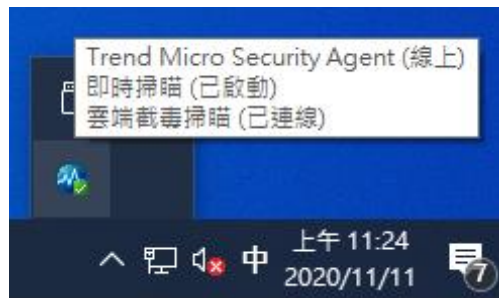 Trend Micro Security Agent (線上)
即時掃瞄 (已啟動)
雲端截毒掃瞄 (已連線)
中
上午 11:24
2020/11/11
7